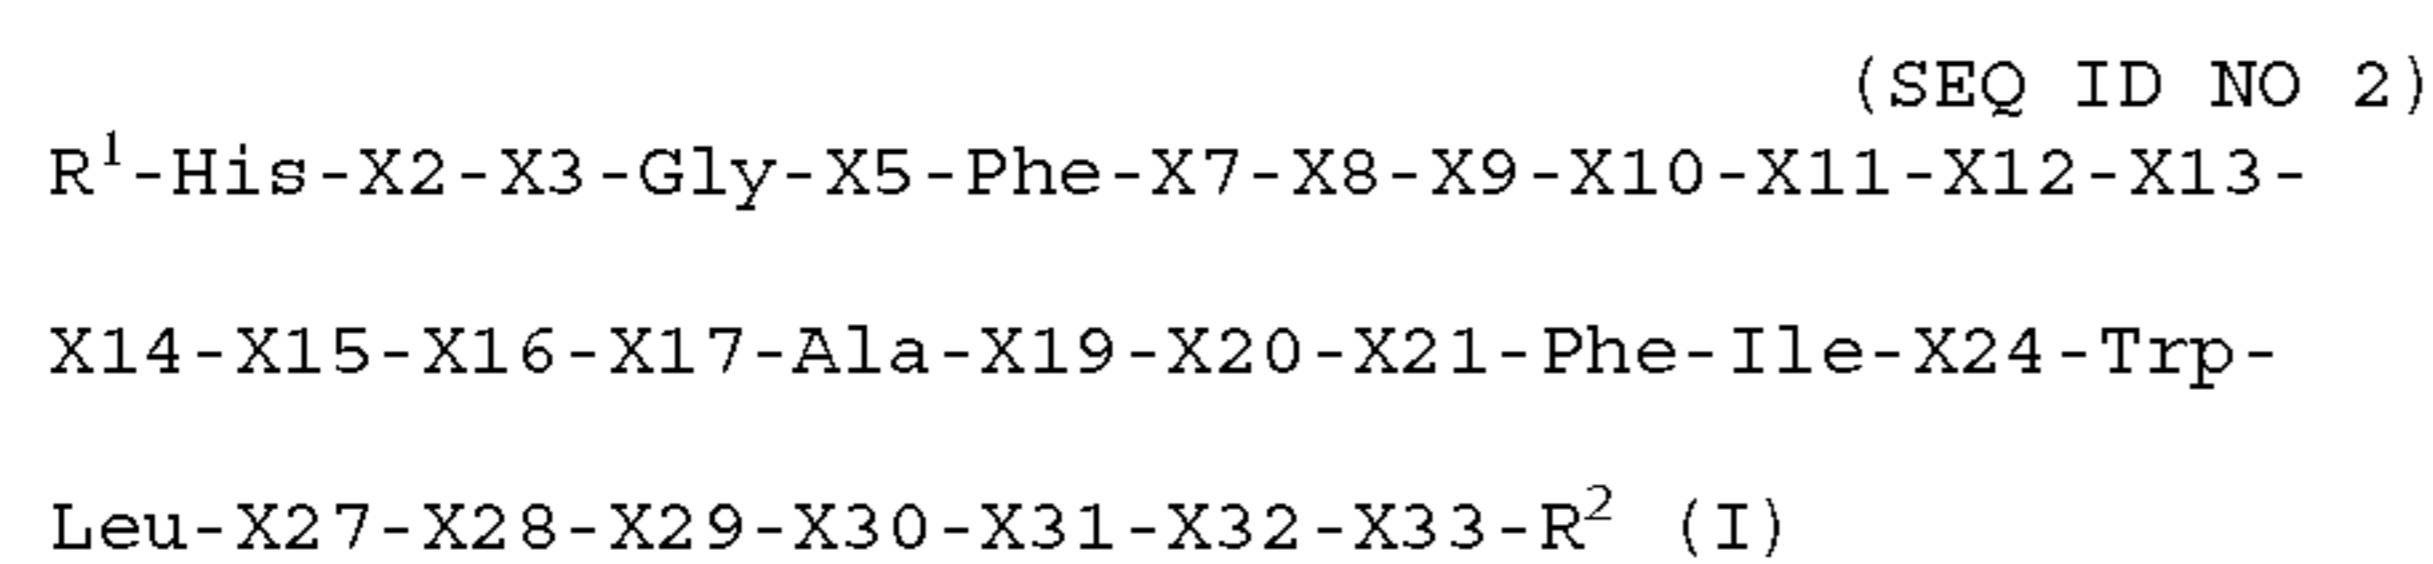 (SEQ ID NO 2)
R¹-His-X2-X3-Gly-X5-Phe-X7-X8-X9-X10-X11-X12-X13-
X14-X15-X16-X17-Ala-X19-X20-X21-Phe-Ile-X24-Trp-
Leu-X27-X28-X29-X30-X31-X32-X33-R² (I)